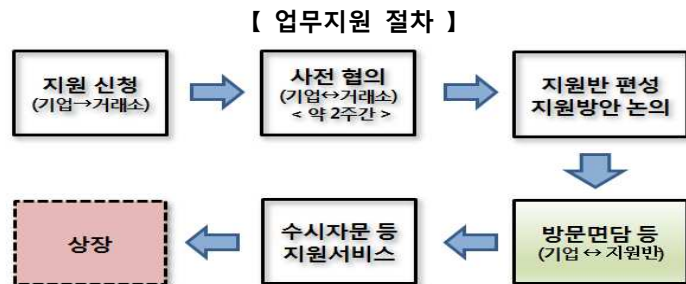 【 업무지원 절차 】
지원 신청
(기업→거래소)
사전 협의
(기업↔거래소)
< 약 2주간 >
지원반 편성
지원방안 논의
방문면담 등
(기업 ↔ 지원반)
수시자문 등
지원서비스
상장